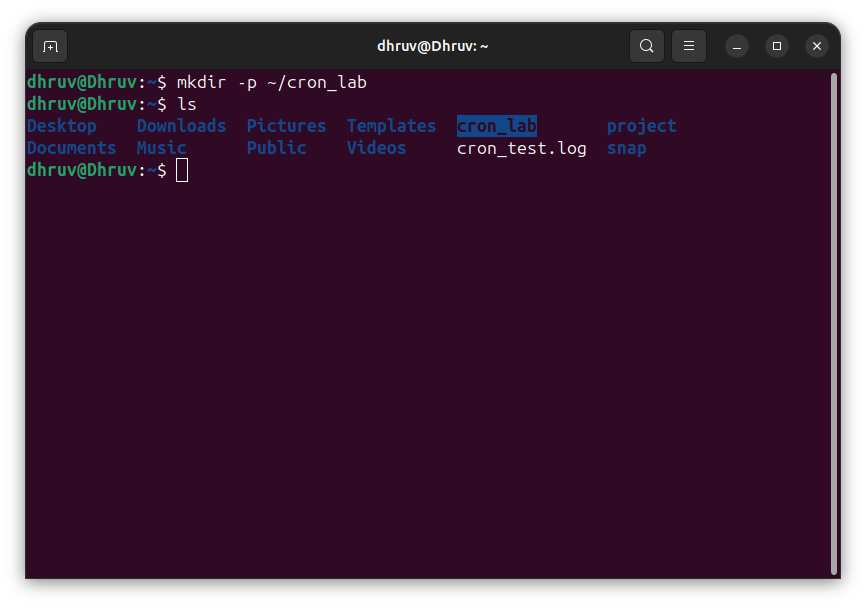 dhruv@Dhruv: ~
dhruv@Dhruv:~$ mkdir -p ~/cron_lab
dhruv@Dhruv:~$ ls
Desktop    Downloads  Pictures  Templates  cron_lab       project
Documents  Music      Public    Videos     cron_test.log  snap
dhruv@Dhruv:~$